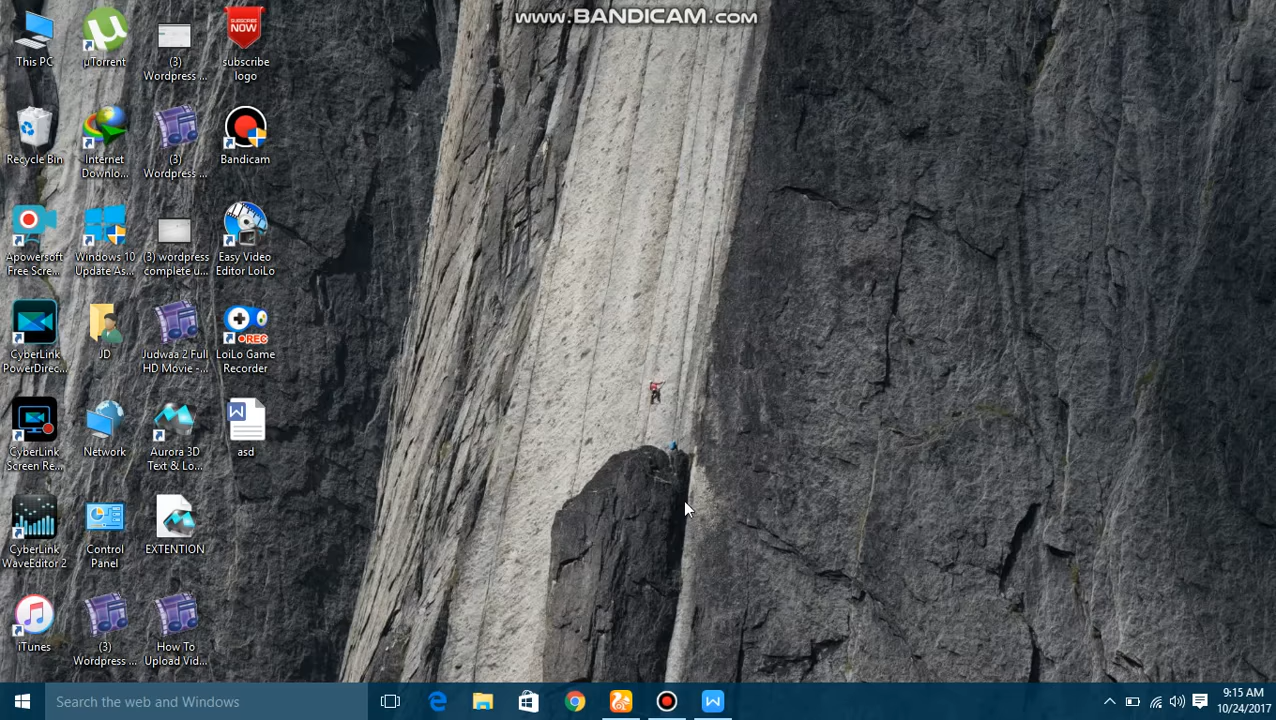 www.BANDICAM.com
This PC
µTorrent
(3)
Wordpress ...
SUBSCRIBE
NOW
subscribe
logo
Recycle Bin
Internet
Downlo...
(3)
Wordpress ...
Bandicam
Apowersoft
Free Scre...
Windows 10
Update As...
(3) wordpress
complete u...
Easy Video
Editor LoiLo
CyberLink
PowerDirec...
JD
Judwaa 2 Full
HD Movie -...
REC
LoiLo Game
Recorder
CyberLink
Screen Re...
Network
Aurora 3D
Text & Lo...
W
asd
CyberLink
WaveEditor 2
Control
Panel
EXTENTION
iTunes
(3)
Wordpress ...
How To
Upload Vid...
Search the web and Windows
W
9:15 AM
10/24/2017